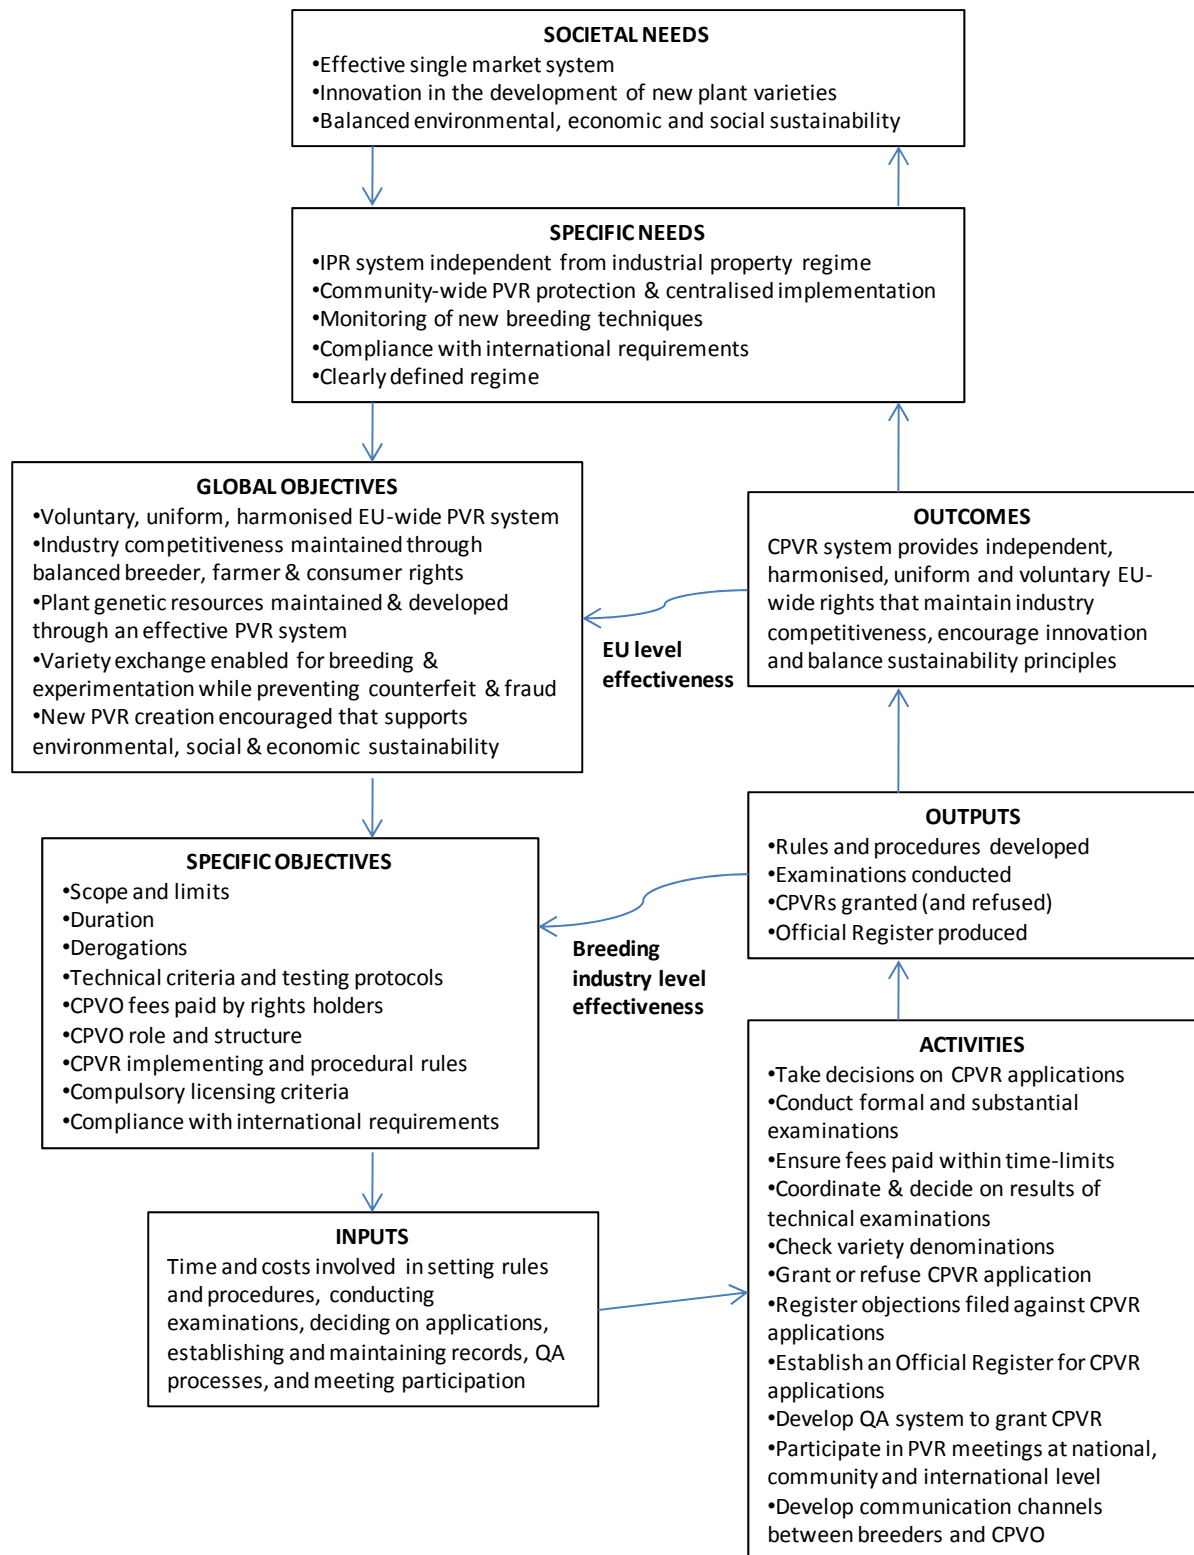 SOCIETAL NEEDS
•Effective single market system
•Innovation in the development of new plant varieties
•Balanced environmental, economic and social sustainability
SPECIFIC NEEDS
•IPR system independent from industrial property regime
•Community-wide PVR protection & centralised implementation
•Monitoring of new breeding techniques
•Compliance with international requirements
•Clearly defined regime
GLOBAL OBJECTIVES
•Voluntary, uniform, harmonised EU-wide PVR system
•Industry competitiveness maintained through
balanced breeder, farmer & consumer rights
•Plant genetic resources maintained & developed
through an effective PVR system
•Variety exchange enabled for breeding &
experimentation while preventing counterfeit & fraud
•New PVR creation encouraged that supports
environmental, social & economic sustainability
EU level
effectiveness
OUTCOMES
CPVR system provides independent,
harmonised, uniform and voluntary EU-
wide rights that maintain industry
competitiveness, encourage innovation
and balance sustainability principles
SPECIFIC OBJECTIVES
•Scope and limits
•Duration
•Derogations
•Technical criteria and testing protocols
•CPVO fees paid by rights holders
•CPVO role and structure
•CPVR implementing and procedural rules
•Compulsory licensing criteria
•Compliance with international requirements
Breeding
industry level
effectiveness
OUTPUTS
•Rules and procedures developed
•Examinations conducted
•CPVRs granted (and refused)
•Official Register produced
INPUTS
Time and costs involved in setting rules
and procedures, conducting
examinations, deciding on applications,
establishing and maintaining records, QA
processes, and meeting participation
ACTIVITIES
•Take decisions on CPVR applications
•Conduct formal and substantial
examinations
•Ensure fees paid within time-limits
•Coordinate & decide on results of
technical examinations
•Check variety denominations
•Grant or refuse CPVR application
•Register objections filed against CPVR
applications
•Establish an Official Register for CPVR
applications
•Develop QA system to grant CPVR
•Participate in PVR meetings at national,
community and international level
•Develop communication channels
between breeders and CPVO